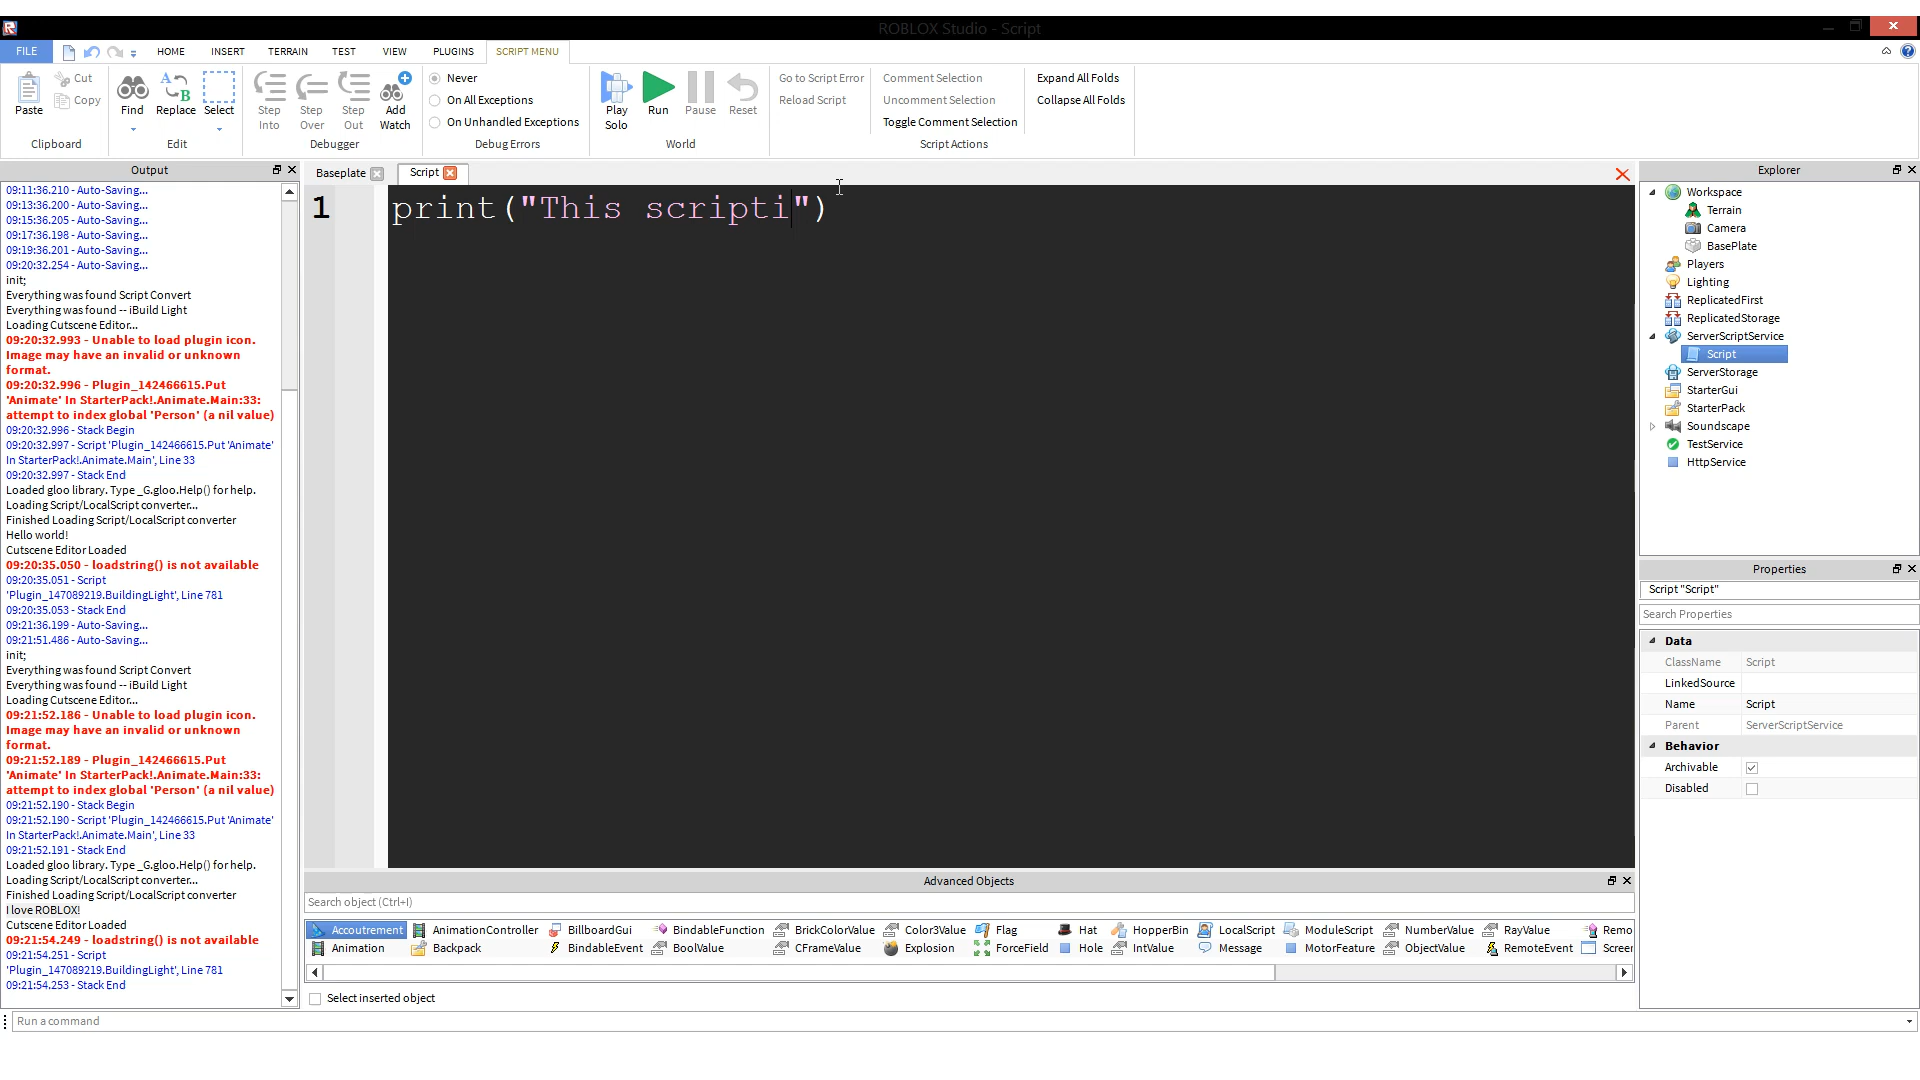 ROBLOX Studio - Script
FILE HOME INSERT TERRAIN TEST VIEW PLUGINS SCRIPT MENU
Paste
Cut
Copy
Clipboard
Find
Replace
Select
Edit
Step Into
Step Over
Step Out
Add Watch
Debugger
Never
On All Exceptions
On Unhandled Exceptions
Debug Errors
Play Solo
Run
Pause
Reset
World
Go to Script Error
Reload Script
Comment Selection
Uncomment Selection
Toggle Comment Selection
Script Actions
Expand All Folds
Collapse All Folds
Output
09:11:36.210 - Auto-Saving...
09:13:36.200 - Auto-Saving...
09:15:36.205 - Auto-Saving...
09:17:36.198 - Auto-Saving...
09:19:36.201 - Auto-Saving...
09:20:32.254 - Auto-Saving...
init;
Everything was found Script Convert
Everything was found -- iBuild Light
Loading Cutscene Editor...
09:20:32.993 - Unable to load plugin icon.
Image may have an invalid or unknown
format.
09:20:32.996 - Plugin_142466615.Put
'Animate' In StarterPack!.Animate.Main:33:
attempt to index global 'Person' (a nil value)
09:20:32.996 - Stack Begin
09:20:32.997 - Script 'Plugin_142466615.Put 'Animate'
In StarterPack!.Animate.Main', Line 33
09:20:32.997 - Stack End
Loaded gloo library. Type _G.gloo.Help() for help.
Loading Script/LocalScript converter...
Finished Loading Script/LocalScript converter
Hello world!
Cutscene Editor Loaded
09:20:35.050 - loadstring() is not available
09:20:35.051 - Script
'Plugin_147089219.BuildingLight', Line 781
09:20:35.053 - Stack End
09:21:36.199 - Auto-Saving...
09:21:51.486 - Auto-Saving...
init;
Everything was found Script Convert
Everything was found -- iBuild Light
Loading Cutscene Editor...
09:21:52.186 - Unable to load plugin icon.
Image may have an invalid or unknown
format.
09:21:52.189 - Plugin_142466615.Put
'Animate' In StarterPack!.Animate.Main:33:
attempt to index global 'Person' (a nil value)
09:21:52.190 - Stack Begin
09:21:52.190 - Script 'Plugin_142466615.Put 'Animate'
In StarterPack!.Animate.Main', Line 33
09:21:52.191 - Stack End
Loaded gloo library. Type _G.gloo.Help() for help.
Loading Script/LocalScript converter...
Finished Loading Script/LocalScript converter
I love ROBLOX!
Cutscene Editor Loaded
09:21:54.249 - loadstring() is not available
09:21:54.251 - Script
'Plugin_147089219.BuildingLight', Line 781
09:21:54.253 - Stack End
Baseplate Script
1 print("This scripti")
Advanced Objects
Search object (Ctrl+I)
Accoutrement AnimationController BillboardGui BindableFunction BrickColorValue Color3Value Flag Hat HopperBin LocalScript ModuleScript NumberValue RayValue Remo
Animation Backpack BindableEvent BoolValue CFrameValue Explosion ForceField Hole IntValue Message MotorFeature ObjectValue RemoteEvent Screen
Select inserted object
Run a command
Explorer
Workspace
Terrain
Camera
BasePlate
Players
Lighting
ReplicatedFirst
ReplicatedStorage
ServerScriptService
Script
ServerStorage
StarterGui
StarterPack
Soundscape
TestService
HttpService
Properties
Script "Script"
Search Properties
Data
ClassName Script
LinkedSource
Name Script
Parent ServerScriptService
Behavior
Archivable
Disabled